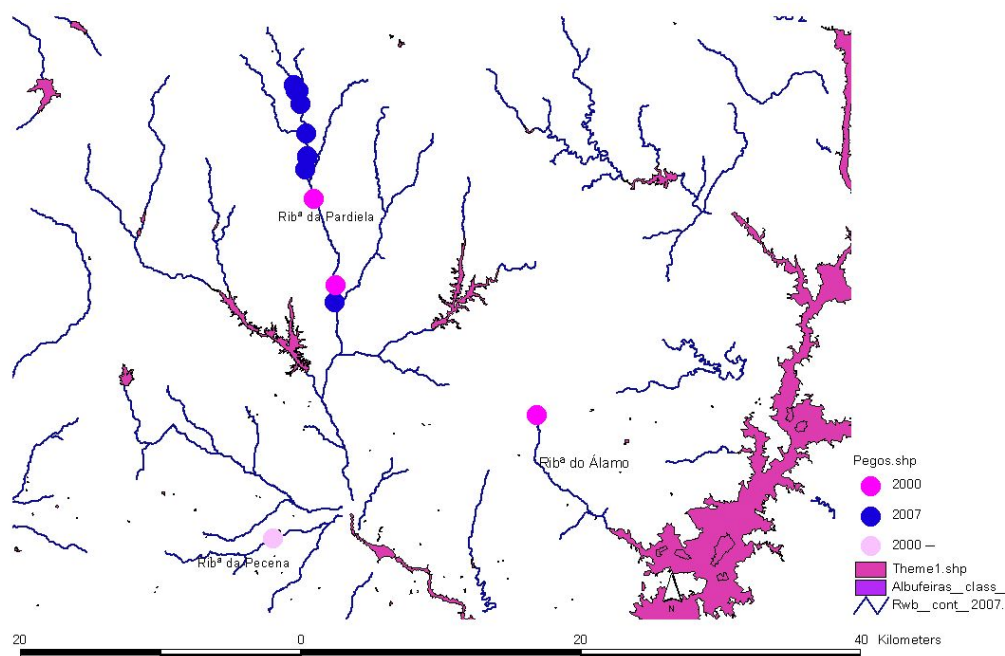 Ribª da Pardiela
Ribª do Álamo
Ribª da Pecena
Pegos.shp
2000
2007
2000 —
Theme1.shp
Albufeiras__class_
Rwb__cont__2007.
N
20 0 20 40 Kilometers